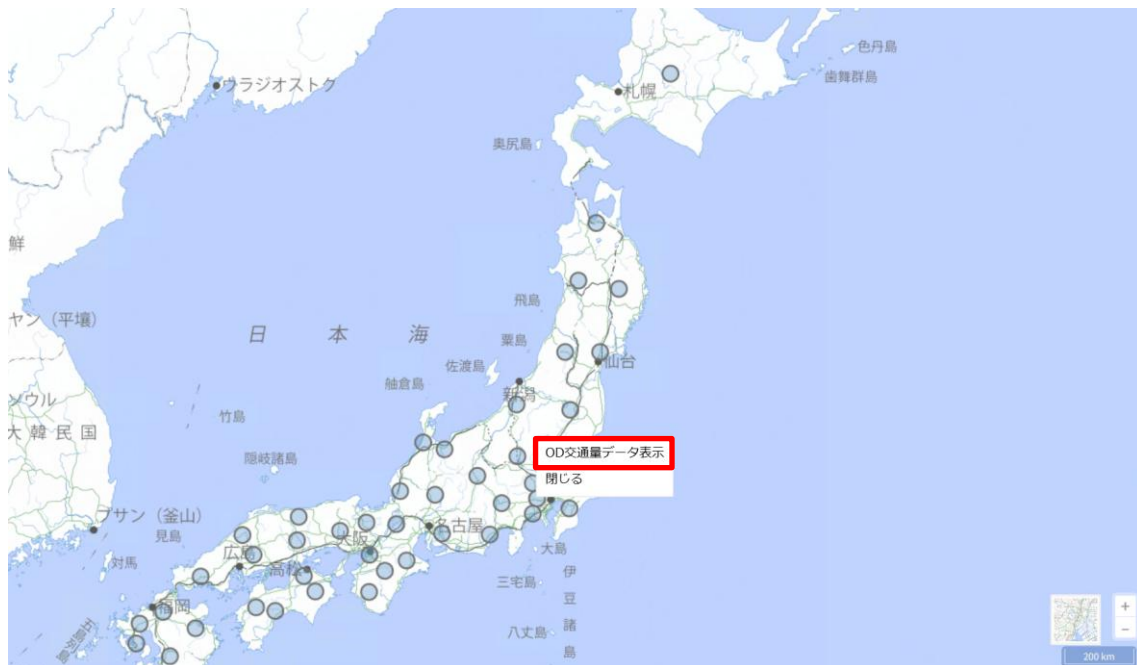 色丹島
歯舞群島
ウラジオストク
札幌
奥尻島
鮮
飛島
ヤン（平壌）
日本海
粟島
佐渡島
仙台
舳倉島
新潟
ソウル
竹島
大韓民国
隠岐諸島
OD交通量データ表示
閉じる
プサン（釜山）
見島
名古屋
大阪
広島
対馬
高松
大島
三宅島
伊豆諸島
福岡
五島列島
八丈島
+
−
200 km